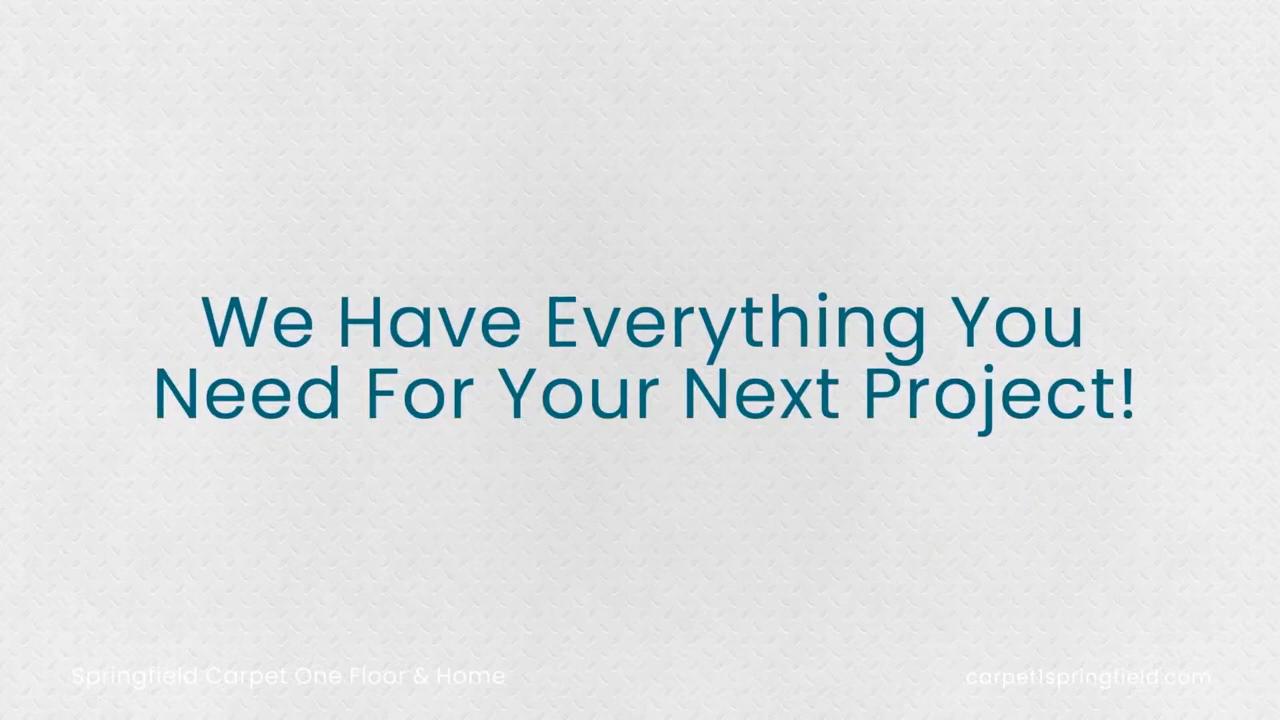 We Have Everything You
Need For Your Next Project!
Springfield Carpet One Floor & Home
carpet1springfield.com